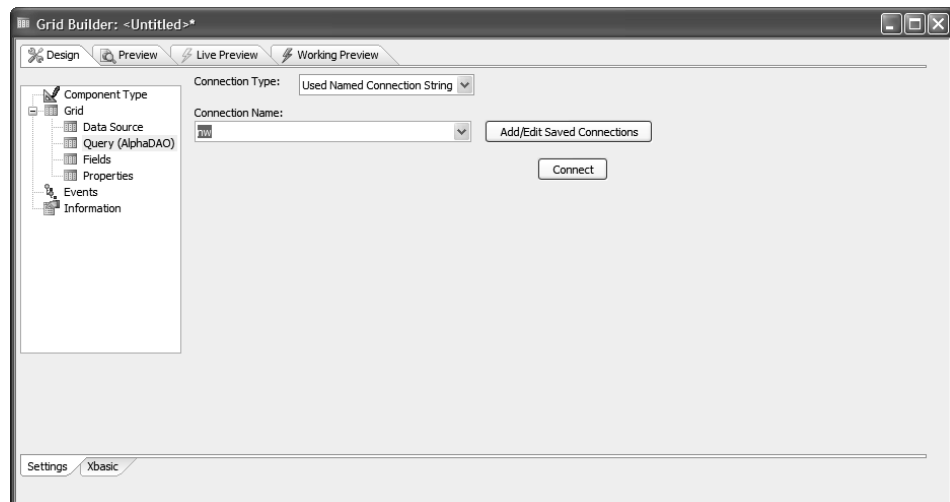 Grid Builder: <Untitled>*
Design Preview Live Preview Working Preview
Connection Type: Used Named Connection String
Component Type
Grid
Data Source
Query (AlphaDAO)
Fields
Properties
Events
Information
Connection Name:
nw Add/Edit Saved Connections
Connect
Settings Xbasic